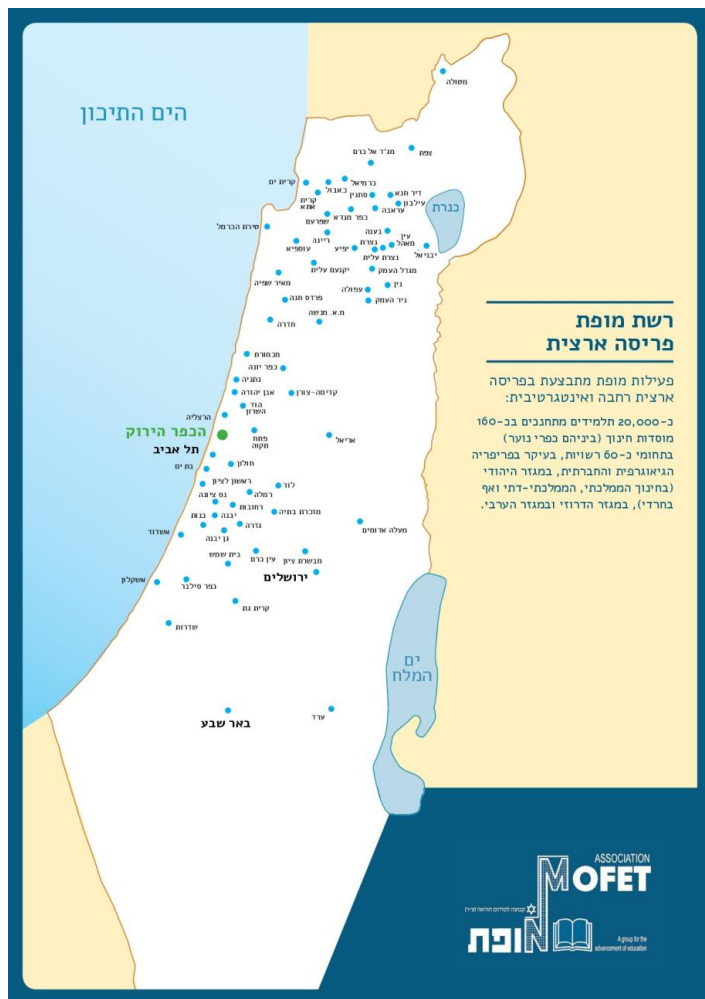 הים התיכון
מטולה
צפת
מג'ד אל כרם
קרית ים
כאבול
כרמיאל
קרית
אתא
סחנין
דיר חנא
עילבון
כנרת
שפרעם
כפר מנדא
עראבה
טירת הכרמל
עוספיא
ריינה
יפיע
בענה
נצרת
עין
מאהל
יבניאל
נצרת עלית
מאיר שפיה
יקנעם עלית
מגדל העמק
פרדס חנה
עפולה
ניר העמק
חדרה
מ.א. מנשה
רשת מופת
פריסה ארצית
פעילות מופת מתבצעת בפריסה
ארצית רחבה ואינטגרטיבית:
כ-20,000 תלמידים מתחנכים בכ-160
מוסדות חינוך (ביניהם כפרי נוער)
בתחומי כ-60 רשויות, בעיקר בפריפריה
הגיאוגרפית והחברתית, במגזר היהודי
(בחינוך הממלכתי, הממלכתי-דתי ואף
בחרדי), במגזר הדרוזי ובמגזר הערבי.
מכמורת
כפר יונה
נתניה
אבן יהודה
קדימה-צורן
הוד
השרון
הרצליה
הכפר הירוק
פתח
תקוה
אריאל
תל אביב
בת ים
חולון
ראשון לציון
לוד
נס ציונה
רמלה
רחובות
יבנה
כנות
מזכרת בתיה
גדרה
גן יבנה
אשדוד
מעלה אדומים
בית שמש
עין כרם
מבשרת ציון
ירושלים
אשקלון
כפר סילבר
קרית גת
שדרות
ים
המלח
באר שבע
ערד
ASSOCIATION
MOFET
מופת
A group for the
advancement of education